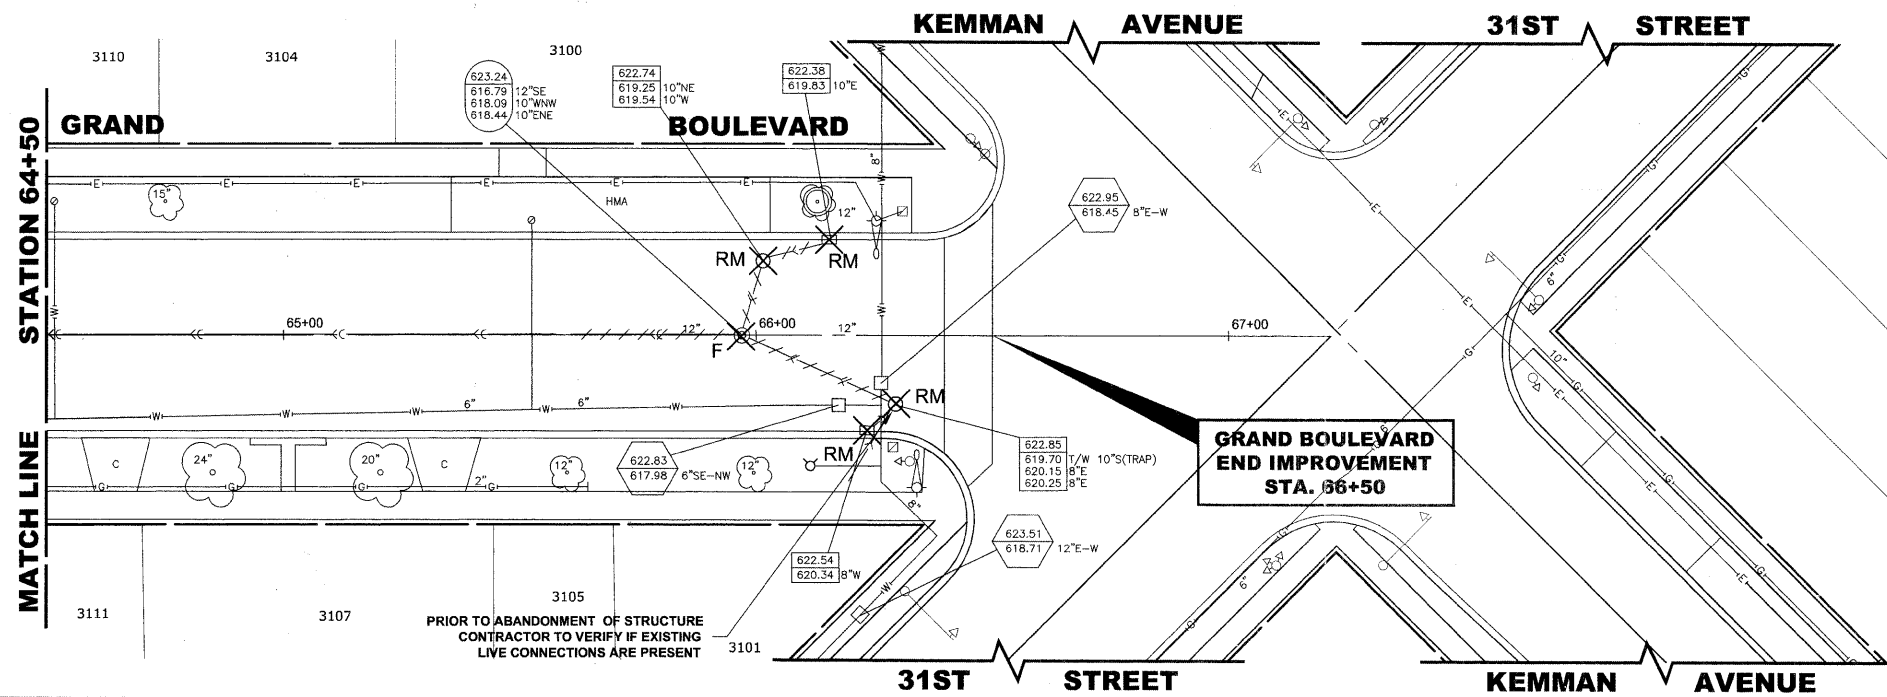 KEMMAN AVENUE 31ST STREET
3110
3104
3100
GRAND BOULEVARD
STATION 64+50
MATCH LINE
623.24
616.79 12"SE
618.09 10"WNW
618.44 10"ENE
622.74
619.25 10"NE
619.54 10"W
622.38
619.83 10"E
8"
W
W
E E E E E E
15"
HMA
12"
622.95
618.45 8"E-W
RM
RM
W
W
65+00
12"
66+00
12"
67+00
F
6"
6"
W W W W W
RM
RM
C
24"
20"
C
12"
12"
2"
G G G G
622.83
617.98 6"SE-NW
622.85
619.70 T/W 10"S(TRAP)
620.15 8"E
620.25 8"E
GRAND BOULEVARD
END IMPROVEMENT
STA. 66+50
8"
623.51
618.71 12"E-W
W
622.54
620.34 8"W
3111
3107
3105
3101
PRIOR TO ABANDONMENT OF STRUCTURE
CONTRACTOR TO VERIFY IF EXISTING
LIVE CONNECTIONS ARE PRESENT
E
E
E
G
G
G
G
6"
10"
G
E
E
G
E
G
6"
G
G
31ST STREET KEMMAN AVENUE